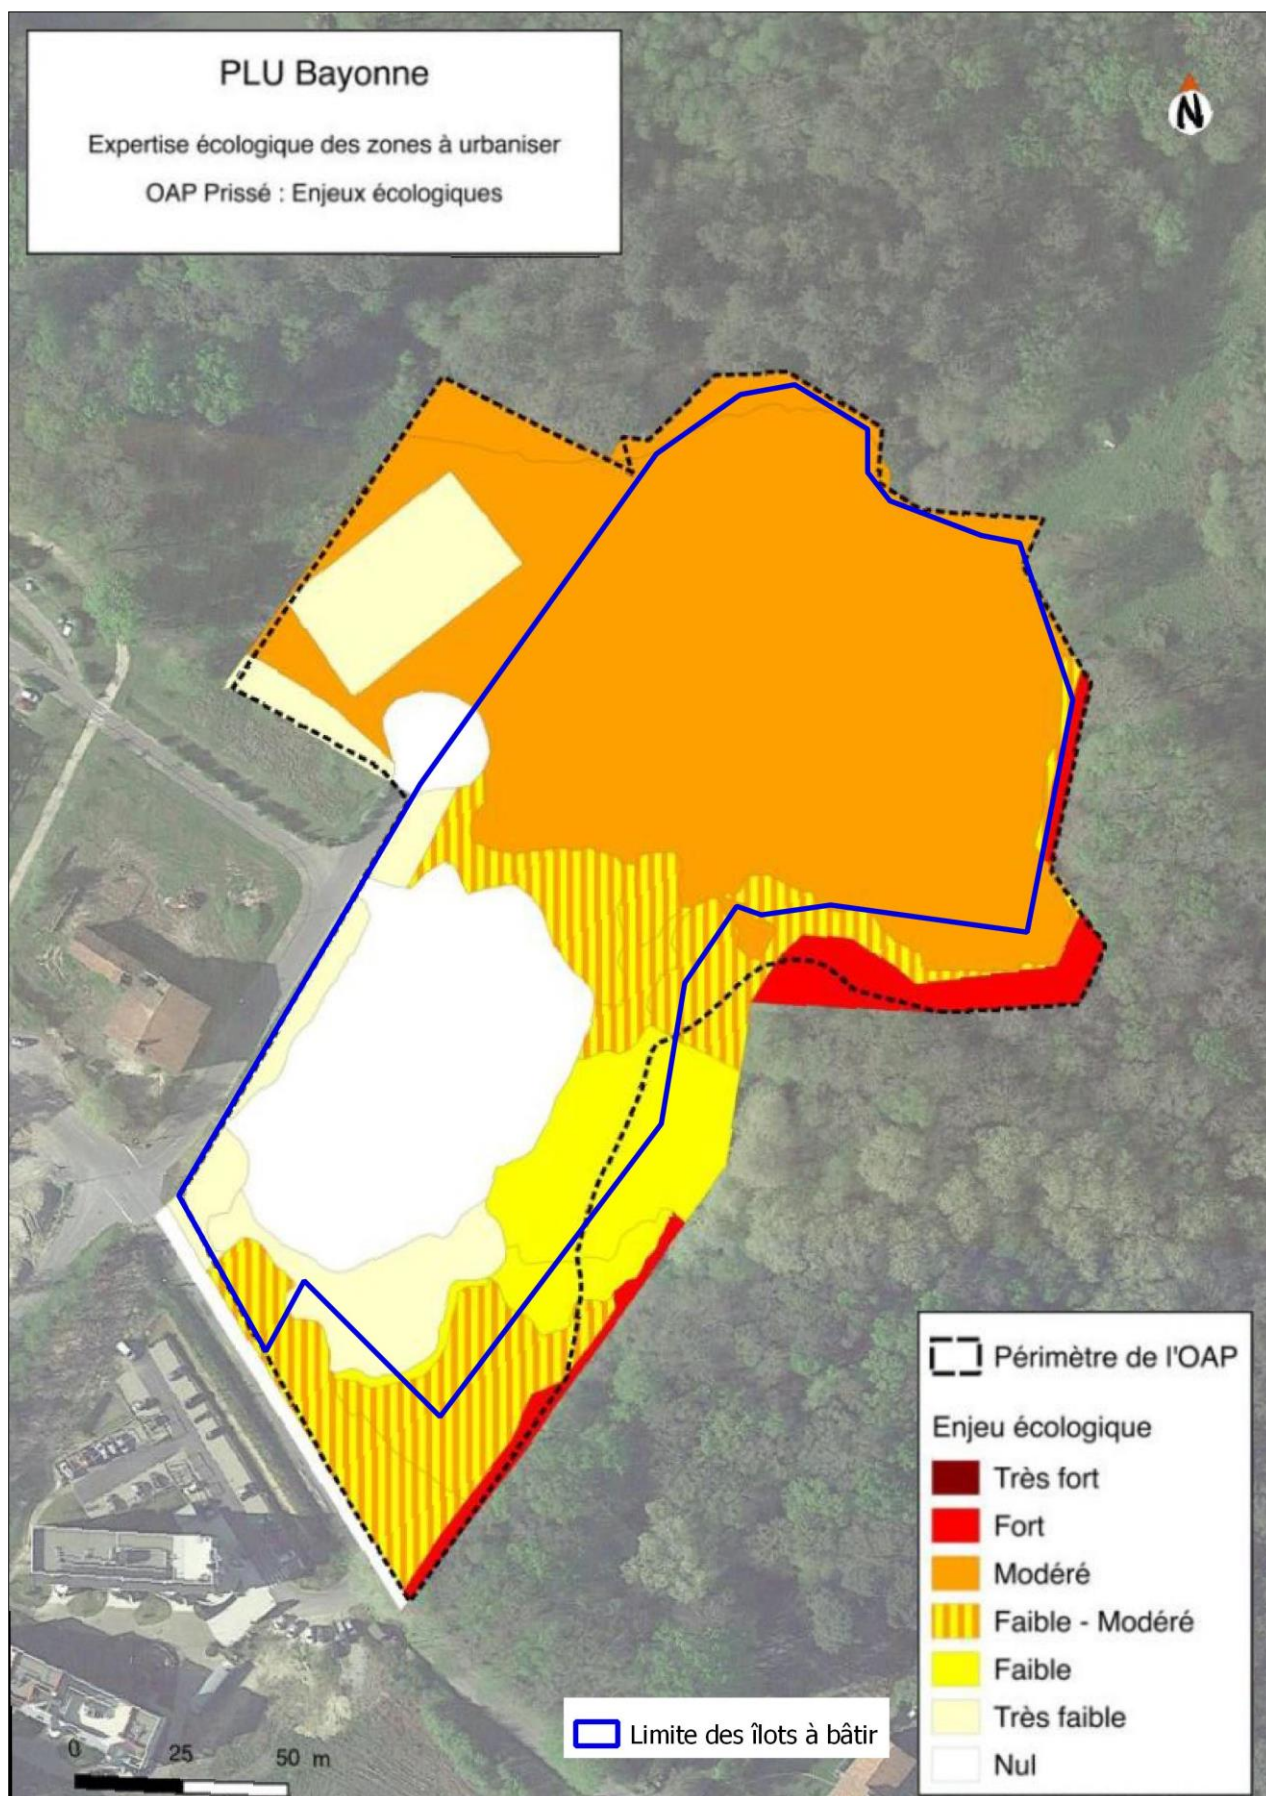 PLU Bayonne
Expertise écologique des zones à urbaniser
OAP Prissé : Enjeux écologiques
N
Périmètre de l'OAP
Enjeu écologique
Très fort
Fort
Modéré
Faible - Modéré
Faible
Très faible
Nul
Limite des îlots à bâtir
0 25 50 m